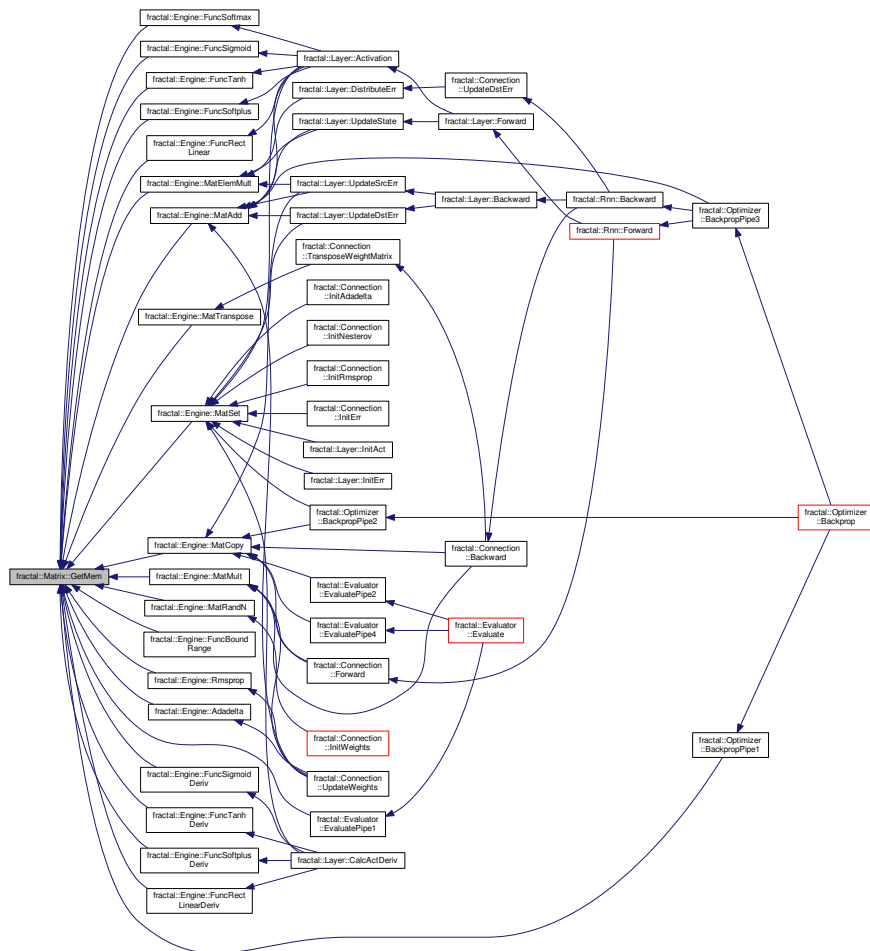 fractal::Engine::FuncSoftmax
fractal::Engine::FuncSigmoid
fractal::Engine::FuncTanh
fractal::Engine::FuncSoftplus
fractal::Engine::FuncRect
Linear
fractal::Engine::MatElemMult
fractal::Engine::MatAdd
fractal::Engine::MatTranspose
fractal::Engine::MatSet
fractal::Engine::MatCopy
fractal::Matrix::GetMem
fractal::Engine::MatMult
fractal::Engine::MatRandN
fractal::Engine::FuncBound
Range
fractal::Engine::Rmsprop
fractal::Engine::Adadelta
fractal::Engine::FuncSigmoid
Deriv
fractal::Engine::FuncTanh
Deriv
fractal::Engine::FuncSoftplus
Deriv
fractal::Engine::FuncRect
LinearDeriv
fractal::Layer::Activation
fractal::Layer::DistributeErr
fractal::Layer::UpdateState
fractal::Layer::UpdateSrcErr
fractal::Layer::UpdateDstErr
fractal::Connection
::TransposeWeightMatrix
fractal::Connection
::InitAdadelta
fractal::Connection
::InitNesterov
fractal::Connection
::InitRmsprop
fractal::Connection
::InitErr
fractal::Layer::InitAct
fractal::Layer::InitErr
fractal::Optimizer
::BackpropPipe2
fractal::Evaluator
::EvaluatePipe2
fractal::Evaluator
::EvaluatePipe4
fractal::Connection
::Forward
fractal::Connection
::InitWeights
fractal::Connection
::UpdateWeights
fractal::Evaluator
::EvaluatePipe1
fractal::Layer::CalcActDeriv
fractal::Connection
::UpdateDstErr
fractal::Layer::Forward
fractal::Layer::Backward
fractal::Connection
::Backward
fractal::Evaluator
::Evaluate
fractal::Rnn::Backward
fractal::Rnn::Forward
fractal::Optimizer
::BackpropPipe3
fractal::Optimizer
::BackpropPipe1
fractal::Optimizer
::Backprop